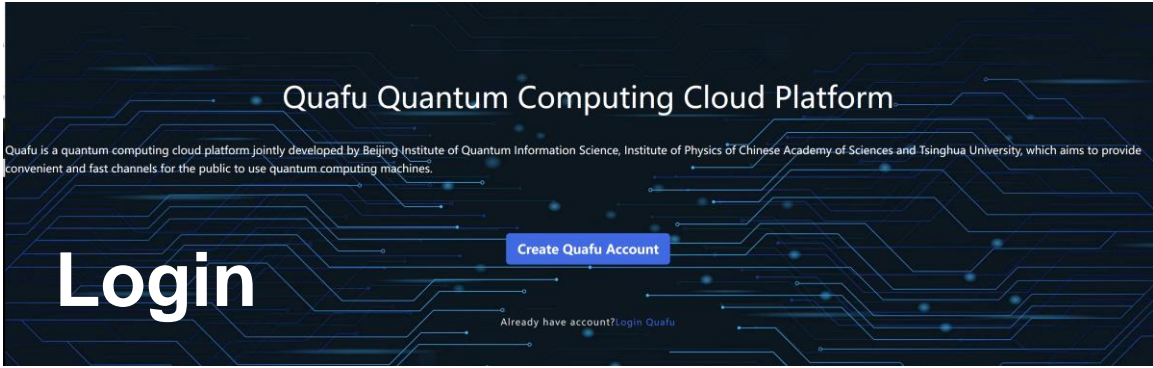 Quafu Quantum Computing Cloud Platform
Quafu is a quantum computing cloud platform jointly developed by Beijing Institute of Quantum Information Science, Institute of Physics of Chinese Academy of Sciences and Tsinghua University, which aims to provide
convenient and fast channels for the public to use quantum computing machines.
Create Quafu Account
Login
Already have account?Login Quafu